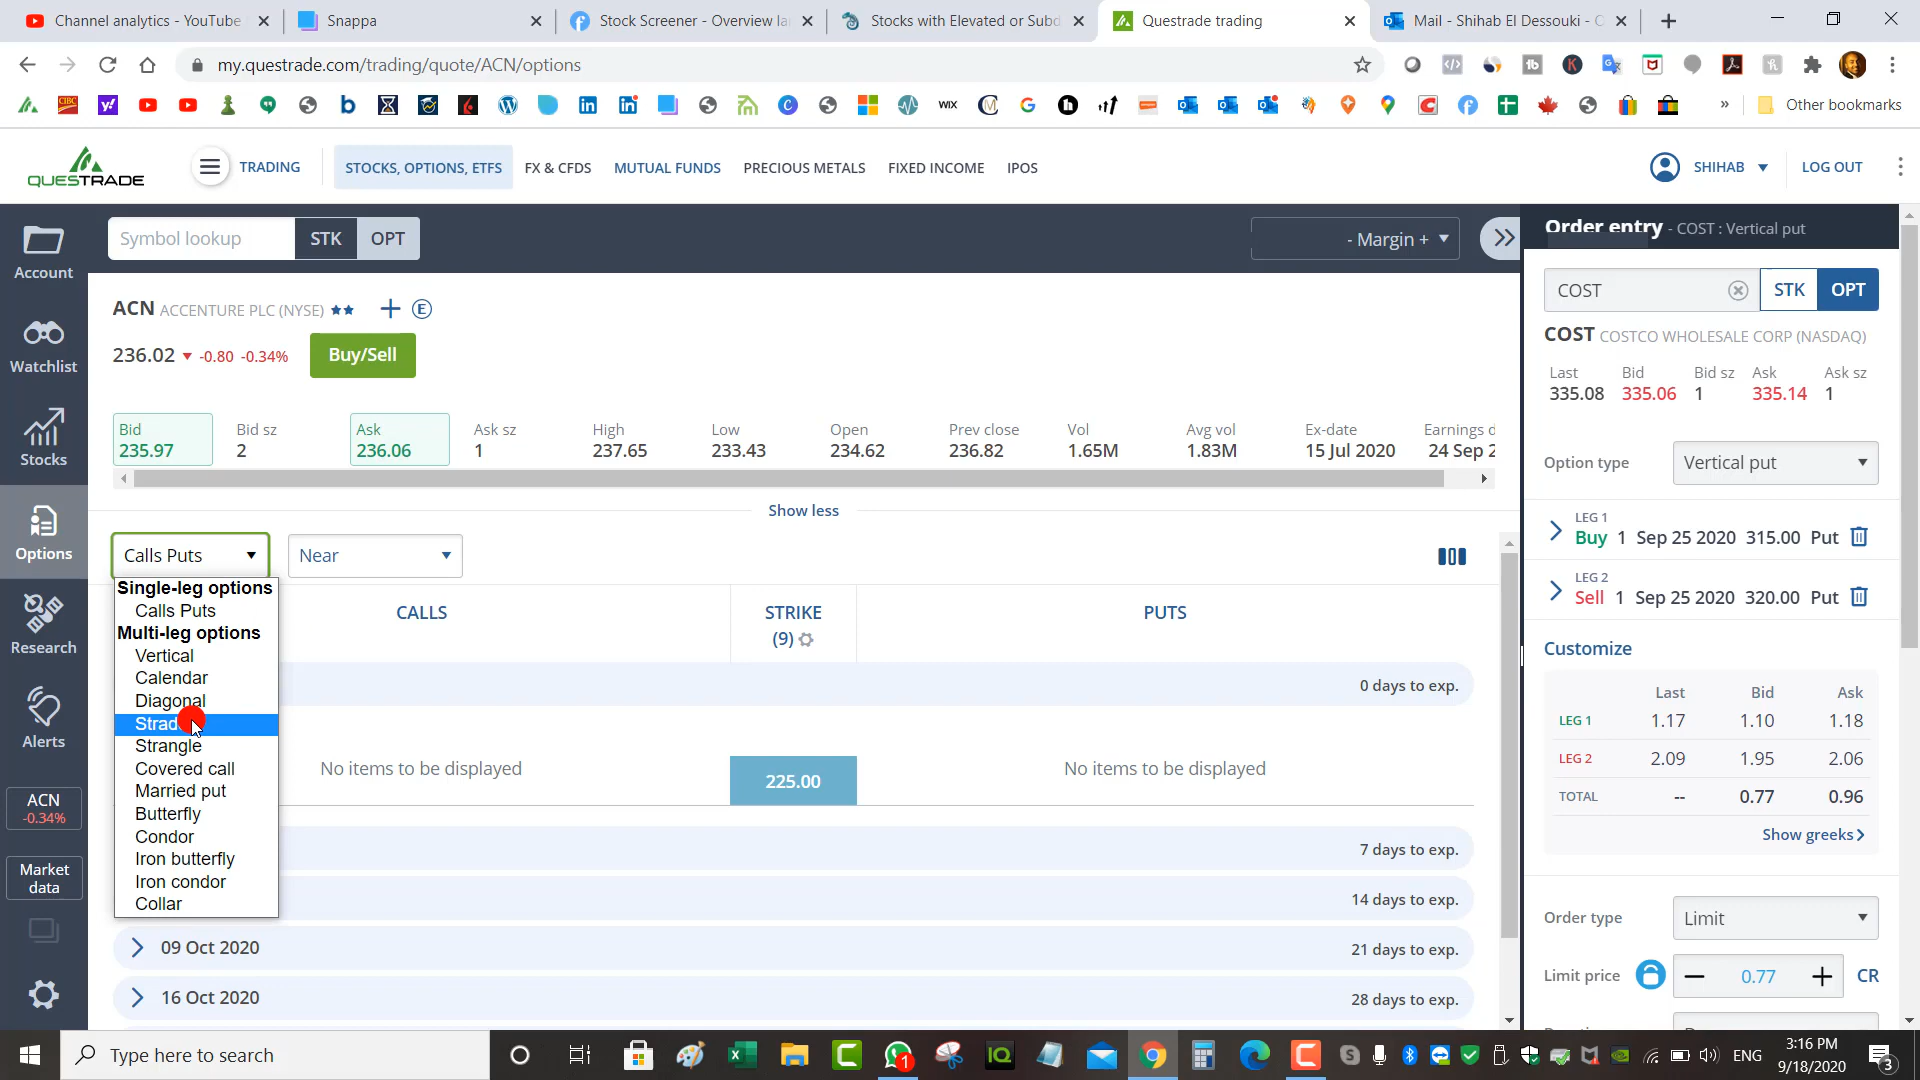 Channel analytics - YouTube
Snappa
Stock Screener - Overview la
Stocks with Elevated or Subd
Questrade trading
Mail - Shihab El Dessouki - O
my.questrade.com/trading/quote/ACN/options
Other bookmarks
QUESTRADE
TRADING
STOCKS, OPTIONS, ETFS
FX & CFDS
MUTUAL FUNDS
PRECIOUS METALS
FIXED INCOME
IPOS
SHIHAB
LOG OUT
Account
Watchlist
Stocks
Options
Research
Alerts
ACN
-0.34%
Market
data
Symbol lookup
STK
OPT
- Margin +
ACN ACCENTURE PLC (NYSE)
E
236.02 -0.80 -0.34%
Buy/Sell
Bid
235.97
Bid sz
2
Ask
236.06
Ask sz
1
High
237.65
Low
233.43
Open
234.62
Prev close
236.82
Vol
1.65M
Avg vol
1.83M
Ex-date
15 Jul 2020
Earnings d
24 Sep 2
Show less
Calls Puts
Near
Single-leg options
Calls Puts
Multi-leg options
Vertical
Calendar
Diagonal
Strad
Strangle
Covered call
Married put
Butterfly
Condor
Iron butterfly
Iron condor
Collar
CALLS
STRIKE
(9)
PUTS
0 days to exp.
No items to be displayed
225.00
No items to be displayed
7 days to exp.
14 days to exp.
09 Oct 2020
21 days to exp.
16 Oct 2020
28 days to exp.
Order entry - COST : Vertical put
COST
STK
OPT
COST COSTCO WHOLESALE CORP (NASDAQ)
Last
335.08
Bid
335.06
Bid sz
1
Ask
335.14
Ask sz
1
Option type
Vertical put
LEG 1
Buy 1 Sep 25 2020 315.00 Put
LEG 2
Sell 1 Sep 25 2020 320.00 Put
Customize
Last Bid Ask
LEG 1 1.17 1.10 1.18
LEG 2 2.09 1.95 2.06
TOTAL -- 0.77 0.96
Show greeks
Order type
Limit
Limit price
0.77
CR
Type here to search
ENG
3:16 PM
9/18/2020
3